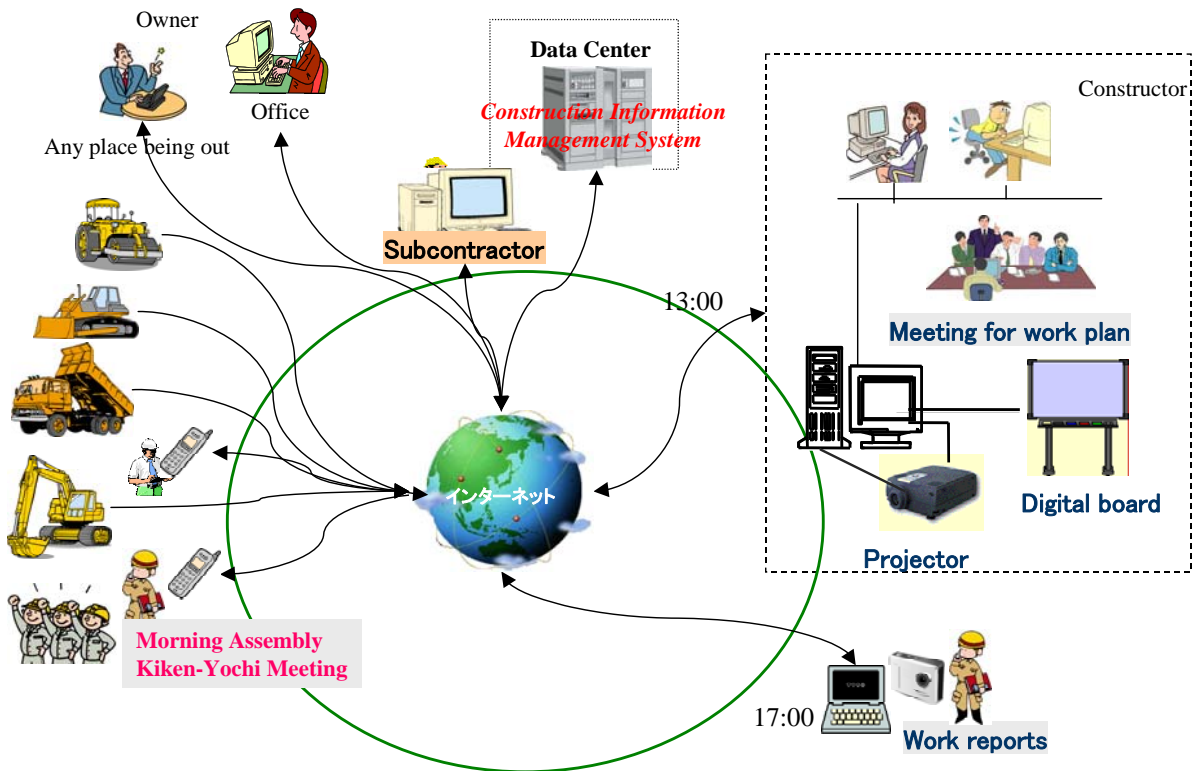 Owner
Office
Any place being out
Data Center
Construction Information
Management System
Constructor
Subcontractor
13:00
Meeting for work plan
インターネット
Digital board
Projector
Morning Assembly
Kiken-Yochi Meeting
17:00
Work reports